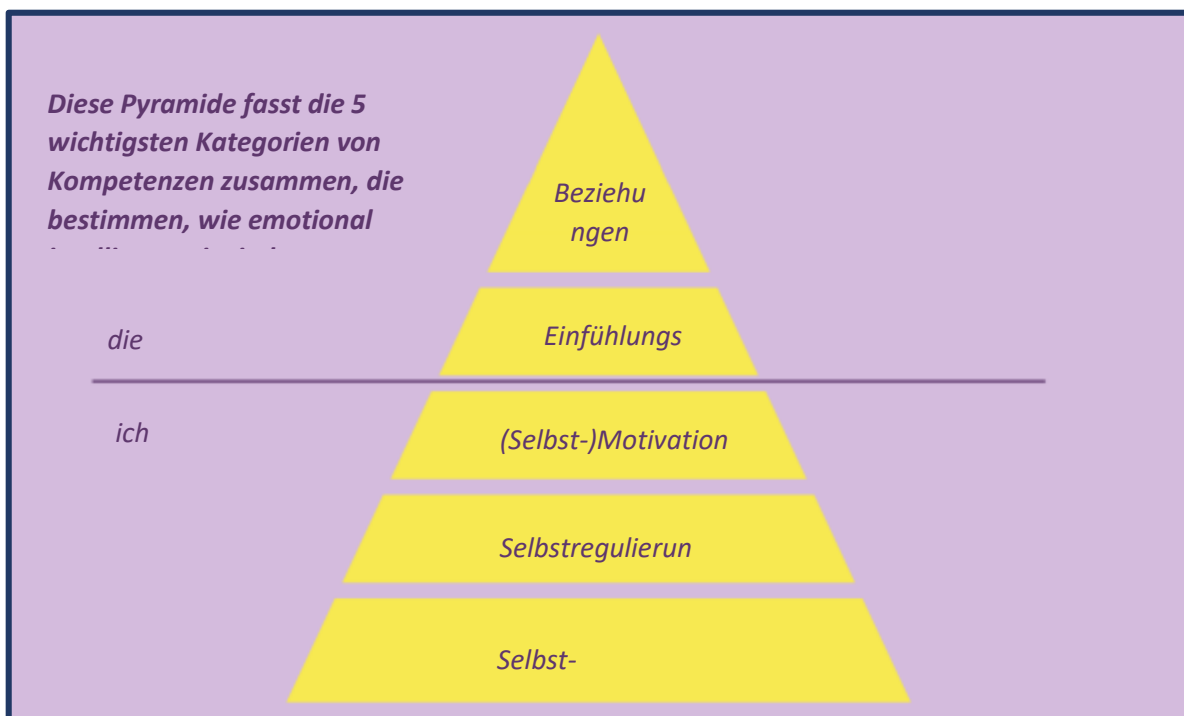 Diese Pyramide fasst die 5
wichtigsten Kategorien von
Kompetenzen zusammen, die
bestimmen, wie emotional
Beziehu
ngen
die
Einfühlungs
ich
(Selbst-)Motivation
Selbstregulierun
Selbst-